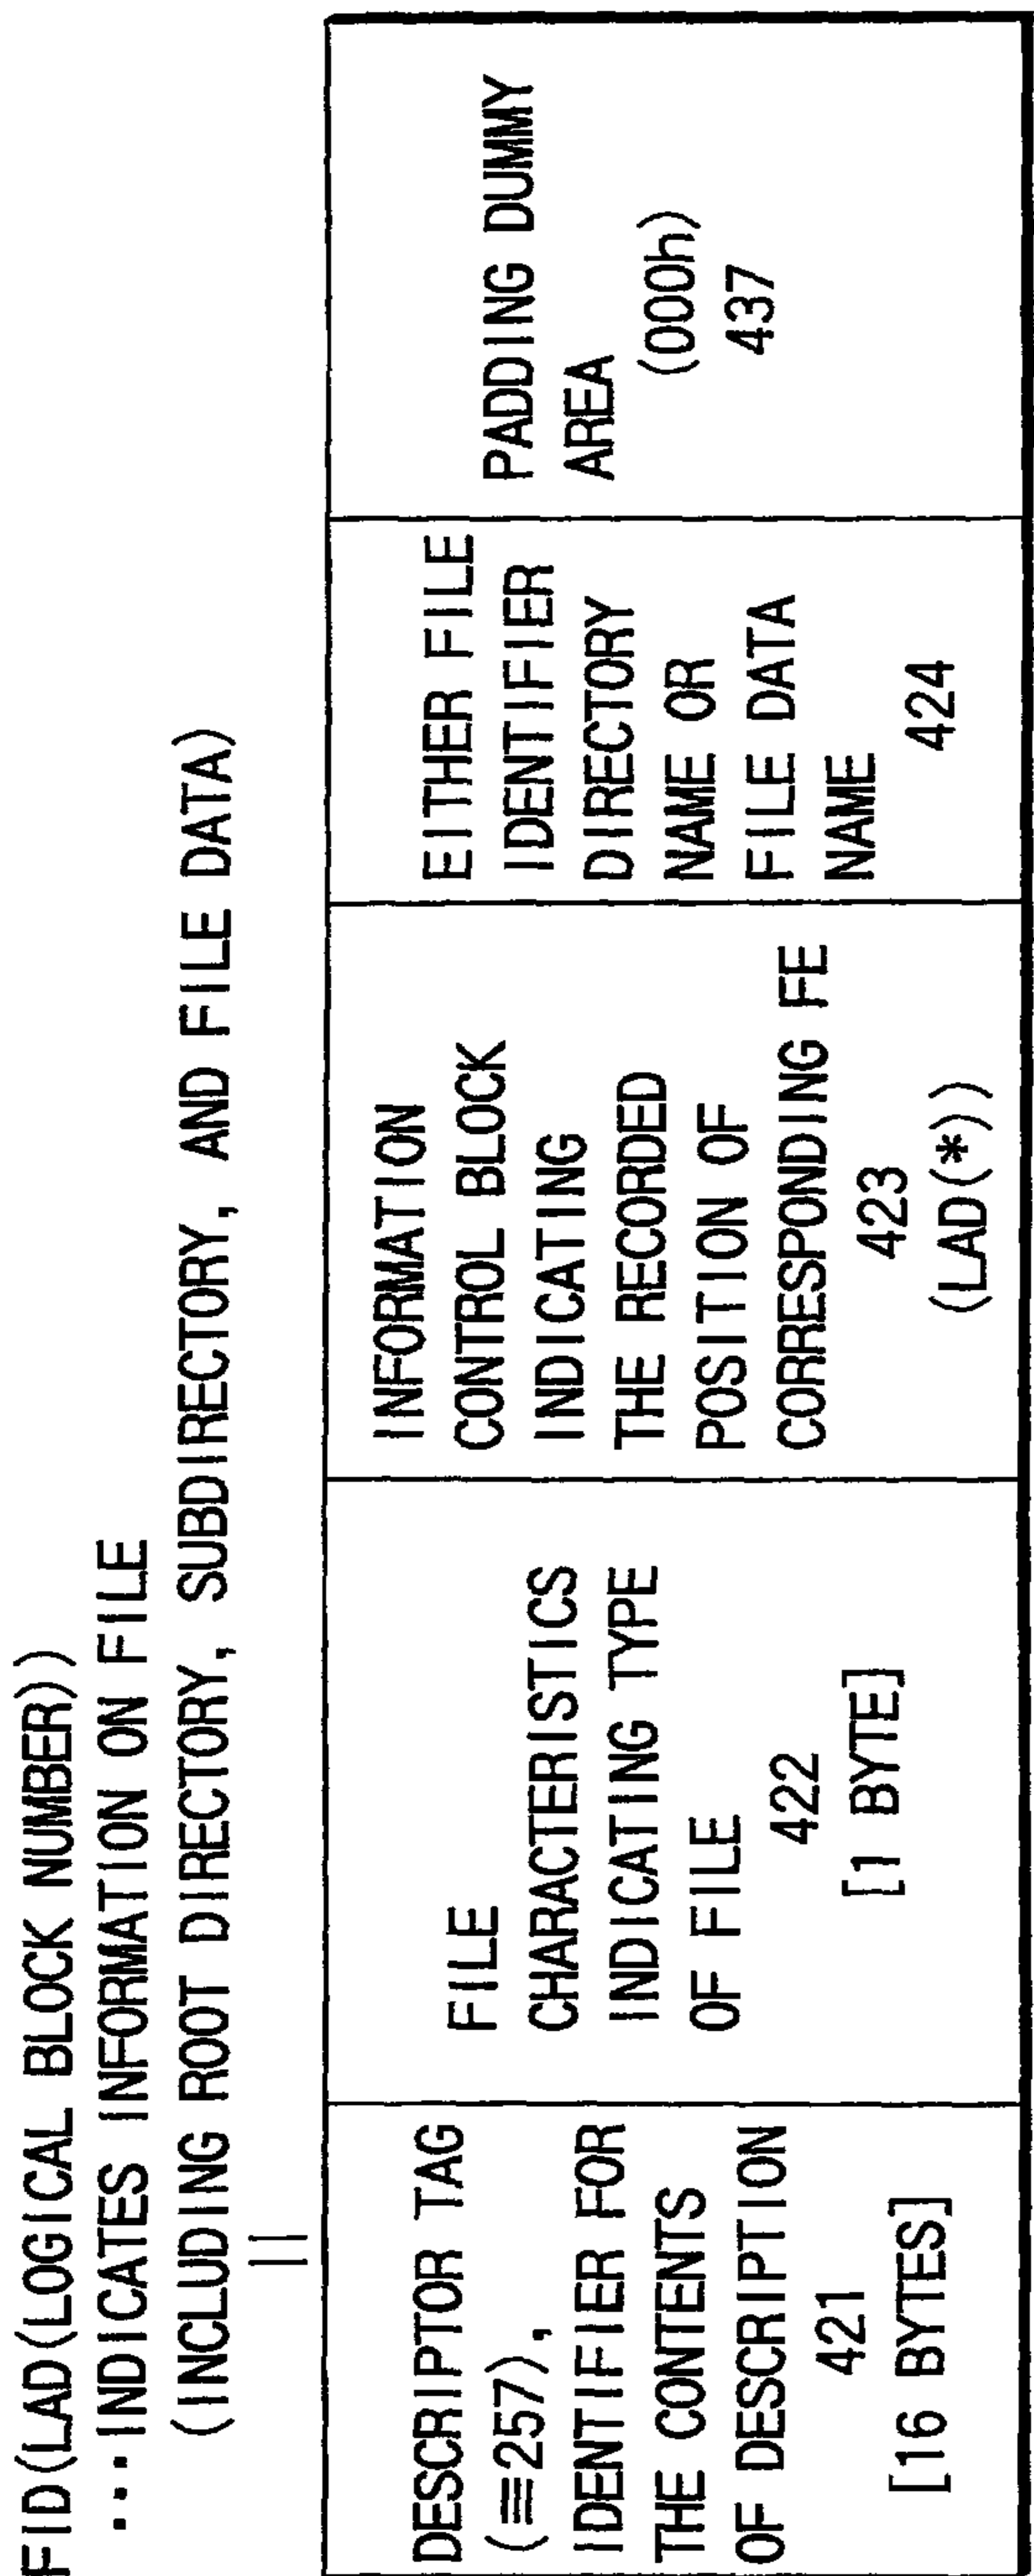 FID(LAD(LOGICAL BLOCK NUMBER))
···INDICATES INFORMATION ON FILE
(INCLUDING ROOT DIRECTORY, SUBDIRECTORY, AND FILE DATA)
||
DESCRIPTOR TAG
(≡257),
IDENTIFIER FOR
THE CONTENTS
OF DESCRIPTION
421
[16 BYTES]
FILE
CHARACTERISTICS
INDICATING TYPE
OF FILE
422
[1 BYTE]
INFORMATION
CONTROL BLOCK
INDICATING
THE RECORDED
POSITION OF
CORRESPONDING FE
423
(LAD(*))
EITHER FILE
IDENTIFIER
DIRECTORY
NAME OR
FILE DATA
NAME
424
PADDING DUMMY
AREA
(000h)
437